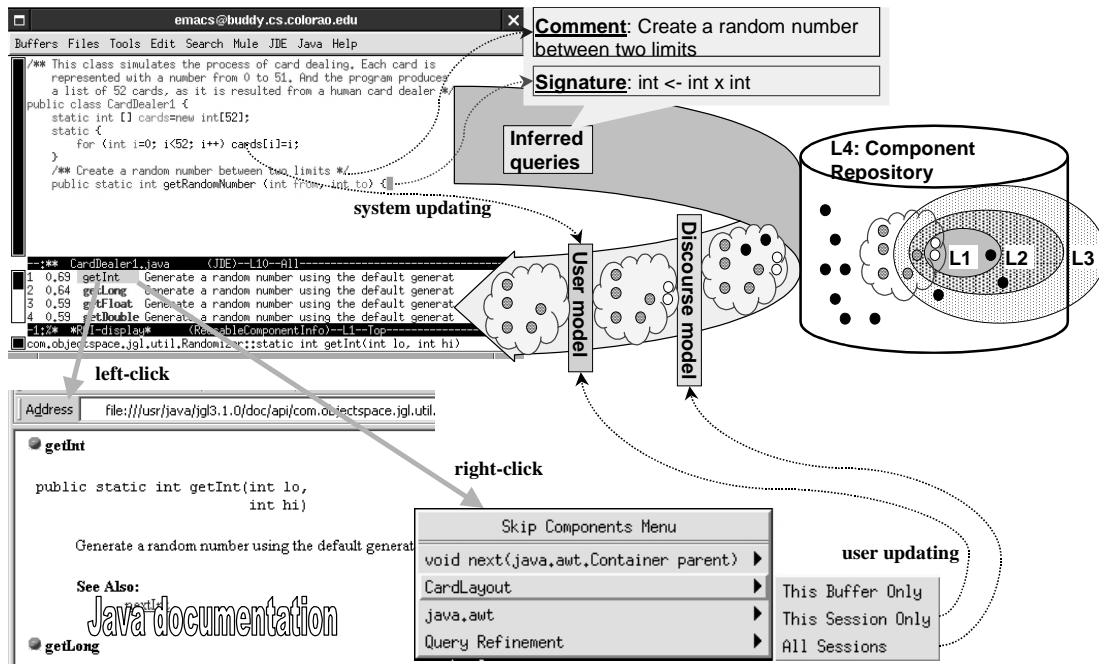 emacs@buddy.cs.colorao.edu
Buffers Files Tools Edit Search Mule JDE Java Help
/** This class simulates the process of card dealing. Each card is
represented with a number from 0 to 51. And the program produces
a list of 52 cards, as it is resulted from a human card dealer */
public class CardDealer1 {
static int [] cards=new int[52];
static {
for (int i=0; i<52; i++) cards[i]=i;
}
/** Create a random number between two limits */
public static int getRandomNumber (int from, int to) {
--:** CardDealer1.java (JDE)--L10--All
1 0.69 getInt Generate a random number using the default generat
2 0.64 getLong Generate a random number using the default generat
3 0.59 getFloat Generate a random number using the default generat
4 0.59 getDouble Generate a random number using the default generat
-1:%* *RCI-display* (ReusableComponentInfo)--L1--Top
com.objectspace.jgl.util.Randomizer::static int getInt(int lo, int hi)
Comment: Create a random number
between two limits
Signature: int <- int x int
Inferred
queries
system updating
User model
Discourse model
L4: Component
Repository
L1
L2
L3
left-click
Address file:///usr/java/jgl3.1.0/doc/api/com.objectspace.jgl.util.
getInt
public static int getInt(int lo,
int hi)
Generate a random number using the default generat
See Also:
nextInt
Java documentation
getLong
right-click
Skip Components Menu
void next(java.awt.Container parent)
CardLayout
java.awt
Query Refinement
user updating
This Buffer Only
This Session Only
All Sessions